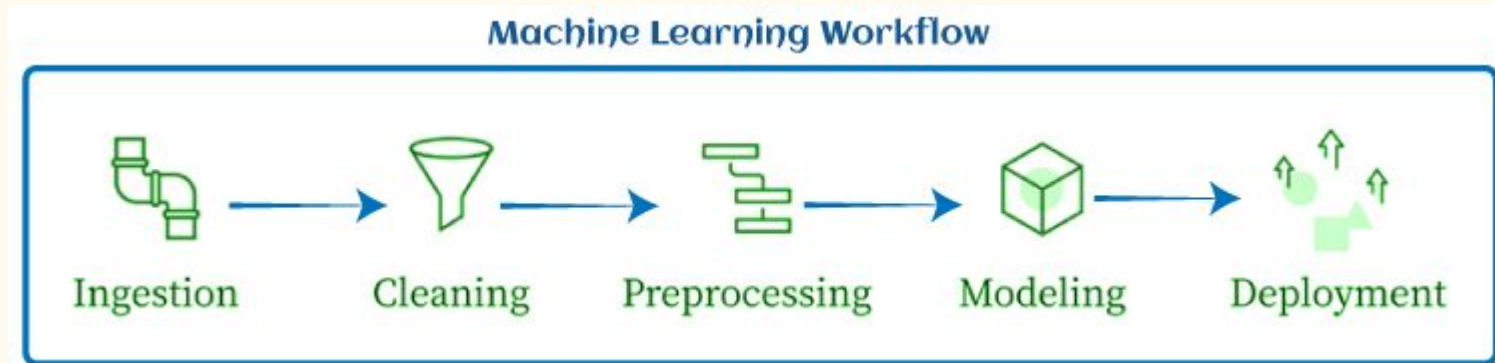 Machine Learning Workflow
Ingestion
Cleaning
Preprocessing
Modeling
Deployment